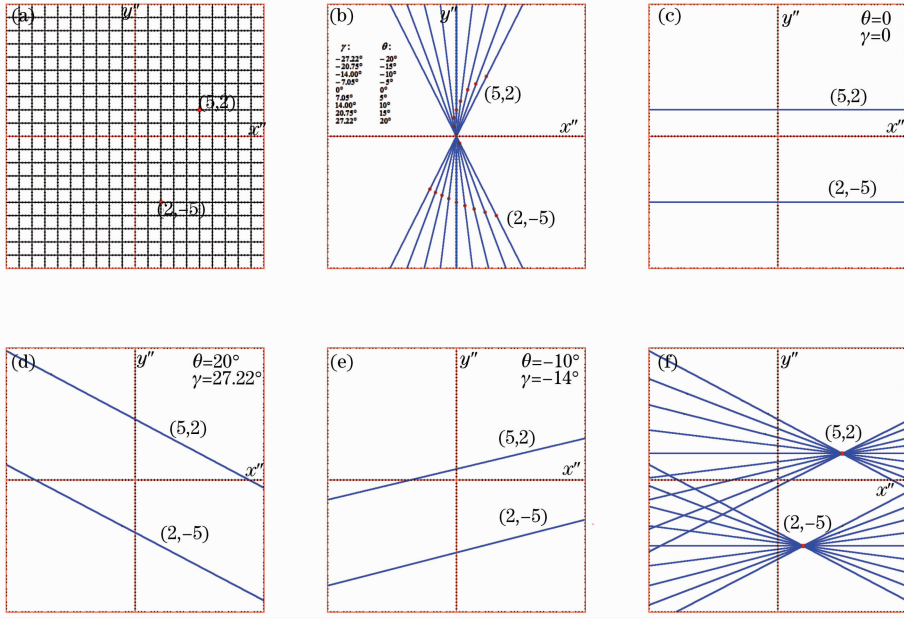 (a)
y″
(5,2)
x″
(2,−5)
(b)
y″
γ: θ:
−27.22° −20°
−20.75° −15°
−14.00° −10°
−7.05° −5°
0° 0°
7.05° 5°
14.00° 10°
20.75° 15°
27.22° 20°
(5,2)
x″
(2,−5)
(c)
y″
θ=0
γ=0
(5,2)
x″
(2,−5)
(d)
y″
θ=20°
γ=27.22°
(5,2)
x″
(2,−5)
(e)
y″
θ=−10°
γ=−14°
(5,2)
x″
(2,−5)
(f)
y″
(5,2)
x″
(2,−5)